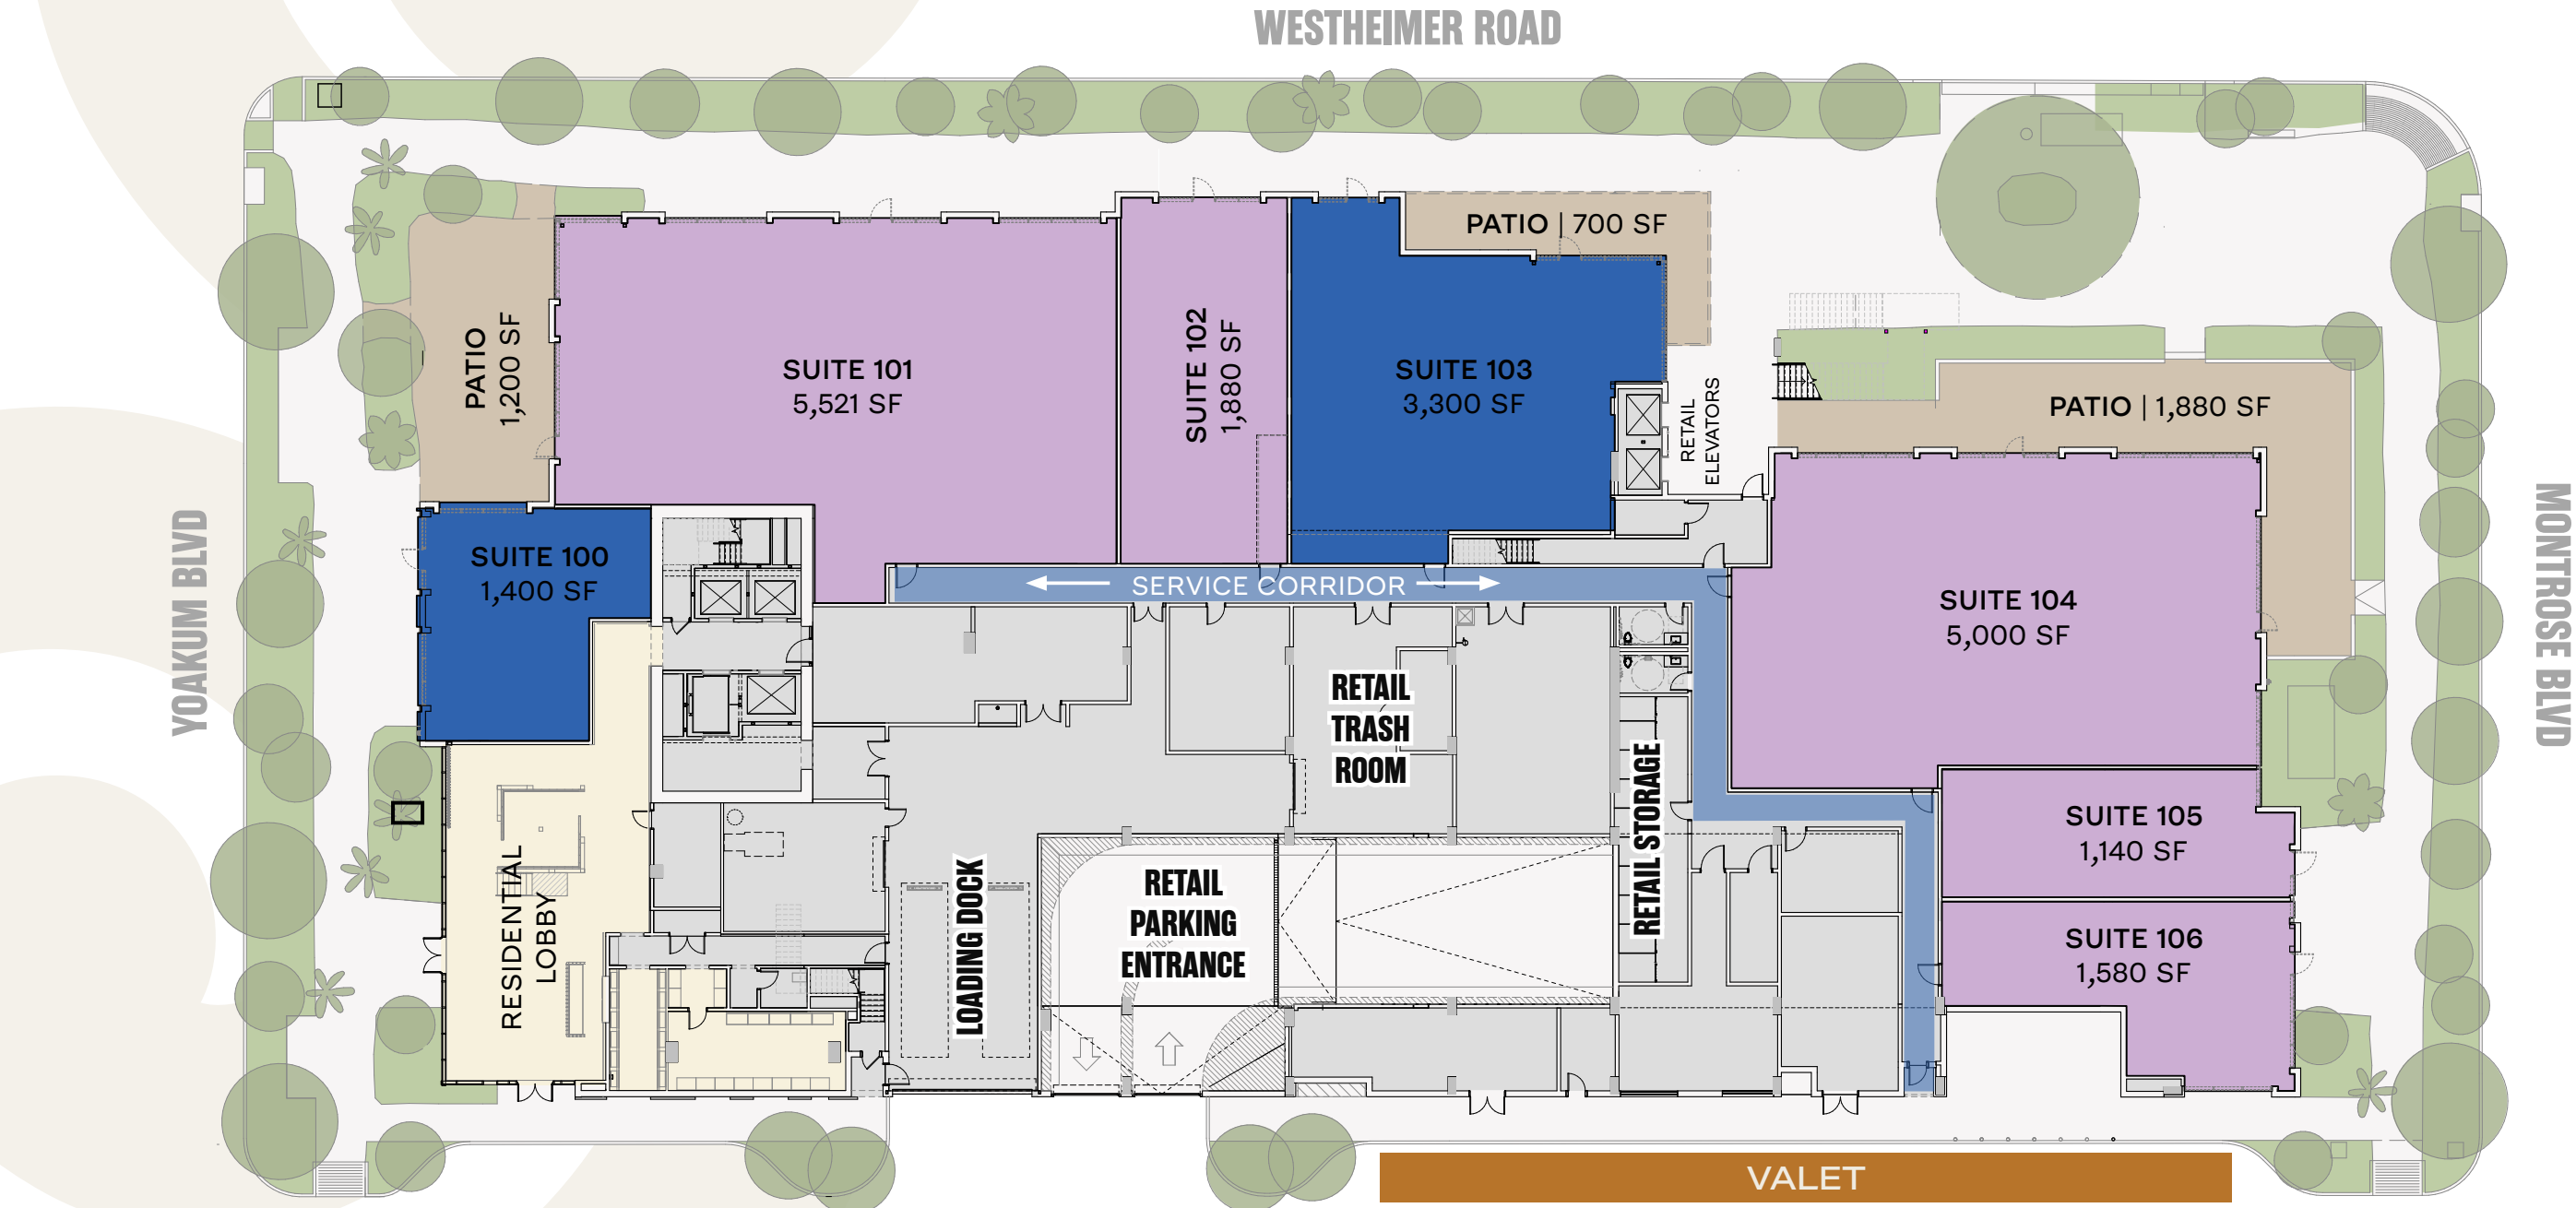 WESTHEIMER ROAD
PATIO | 700 SF
PATIO
1,200 SF
SUITE 101
5,521 SF
SUITE 102
1,880 SF
SUITE 103
3,300 SF
RETAIL
ELEVATORS
PATIO | 1,880 SF
YOAKUM BLVD
MONTROSE BLVD
SUITE 100
1,400 SF
SERVICE CORRIDOR
SUITE 104
5,000 SF
RETAIL
TRASH
ROOM
RETAIL STORAGE
SUITE 105
1,140 SF
RESIDENTIAL
LOBBY
LOADING DOCK
RETAIL
PARKING
ENTRANCE
SUITE 106
1,580 SF
VALET